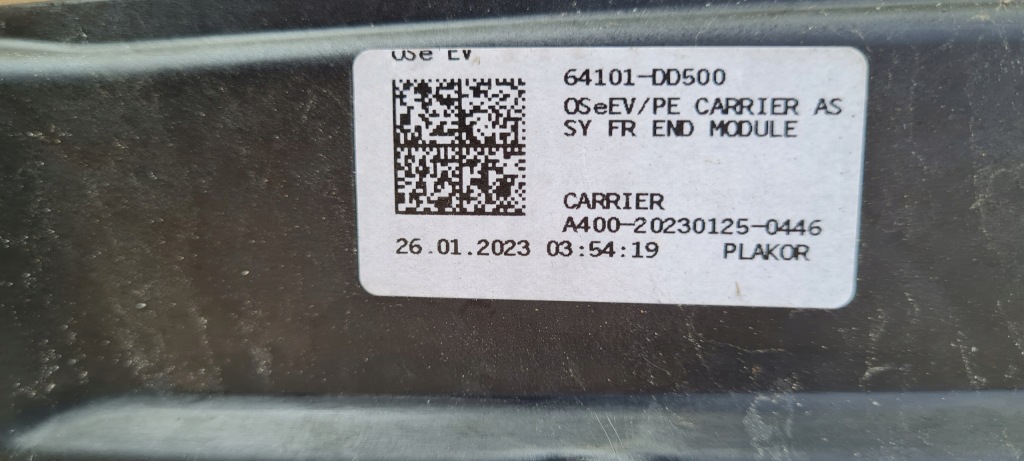 OSe EV
64101-DD500
OSeEV/PE CARRIER AS
SY FR END MODULE
CARRIER
A400-20230125-0446
26.01.2023 03:54:19 PLAKOR